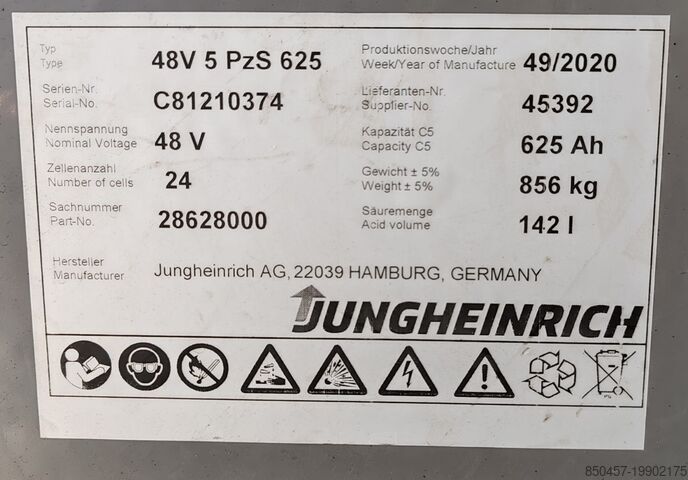 Typ
Type 48V 5 PzS 625
Serien-Nr.
Serial-No. C81210374
Nennspannung
Nominal Voltage 48 V
Zellenanzahl
Number of cells 24
Sachnummer
Part-No. 28628000
Produktionswoche/Jahr
Week/Year of Manufacture 49/2020
Lieferanten-Nr.
Supplier-No. 45392
Kapazität C5
Capacity C5 625 Ah
Gewicht ± 5%
Weight ± 5% 856 kg
Säuremenge
Acid volume 142 l
Hersteller
Manufacturer Jungheinrich AG, 22039 HAMBURG, GERMANY
JUNGHEINRICH
850457-19902175